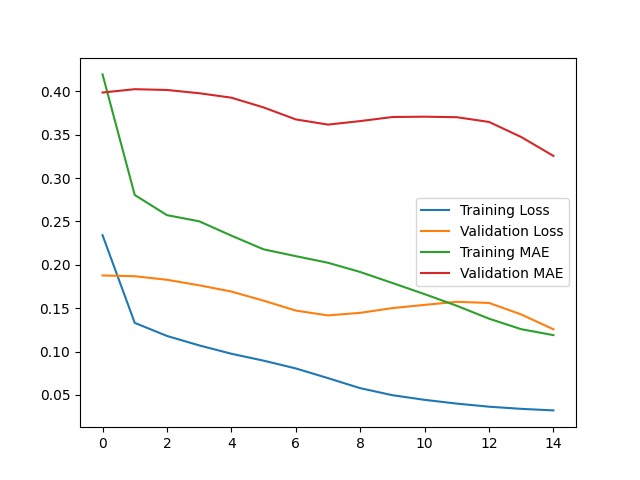 0.40
0.35
0.30
0.25
0.20
0.15
0.10
0.05
Training Loss
Validation Loss
Training MAE
Validation MAE
0 2 4 6 8 10 12 14